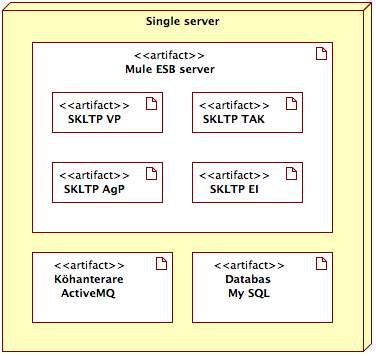 Single server
<<artifact>>
Mule ESB server
<<artifact>>
SKLTP VP
<<artifact>>
SKLTP TAK
<<artifact>>
SKLTP AgP
<<artifact>>
SKLTP EI
<<artifact>>
Köhanterare
ActiveMQ
<<artifact>>
Databas
My SQL